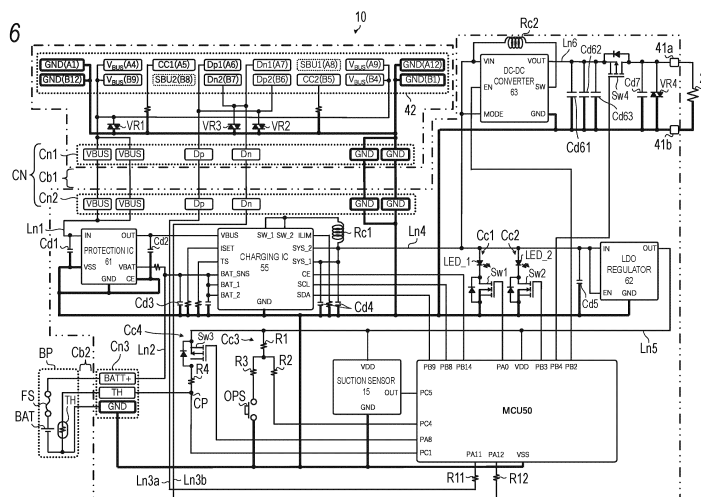 6
10
GND(A1) VBUS(A4) CC1(A5) Dp1(A6) Dn1(A7) SBU1(A8) VBUS(A9) GND(A12)
GND(B12) VBUS(B9) SBU2(B8) Dn2(B7) Dp2(B6) CC2(B5) VBUS(B4) GND(B1)
42
VR1 VR3 VR2
Rc2
Ln6
VIN VOUT
DC-DC CONVERTER 63
EN SW
MODE GND
Cd62
Cd61
Cd63
Sw4
Cd7
VR4
41a
41b
CN
Cn1
Cb1
Cn2
VBUS VBUS Dp Dn GND GND
VBUS VBUS Dp Dn GND GND
Ln1
Cd1
IN OUT
PROTECTION IC 61
VSS VBAT
GND CE
Cd2
VBUS SW_1 SW_2 ILIM
ISET SYS_2
TS SYS_1
BAT_SNS CE
BAT_1 SCL
BAT_2 SDA
GND
CHARGING IC 55
Rc1
Ln4
Cd3
Cd4
Cc1 Cc2
LED_1 LED_2
Sw1 Sw2
Cd5
IN OUT
LDO REGULATOR 62
EN GND
Ln5
Cc4
Ln2
Sw3
Cc3
R1
R4
R3
R2
OPS
CP
BP
Cb2
Cn3
BATT+
TH
GND
FS
TH
BAT
VDD
SUCTION SENSOR 15
OUT
GND
PB9 PB8 PB14 PA0 VDD PB3 PB4 PB2
PC5
PC4
PA8
PC1
MCU50
PA11 PA12 VSS
Ln3a
Ln3b
R11
R12